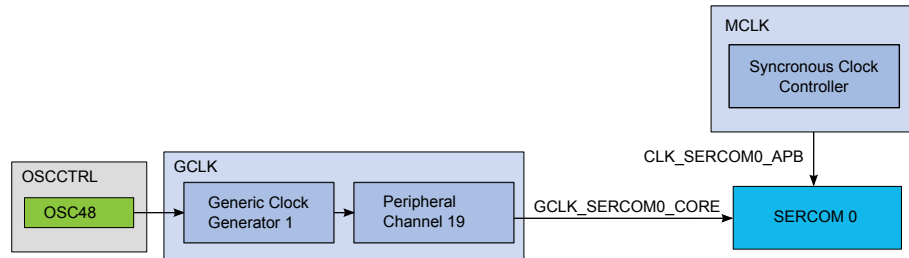 MCLK
Syncronous Clock
Controller
CLK_SERCOM0_APB
GCLK
OSCCTRL
OSC48
Generic Clock
Generator 1
Peripheral
Channel 19
GCLK_SERCOM0_CORE
SERCOM 0